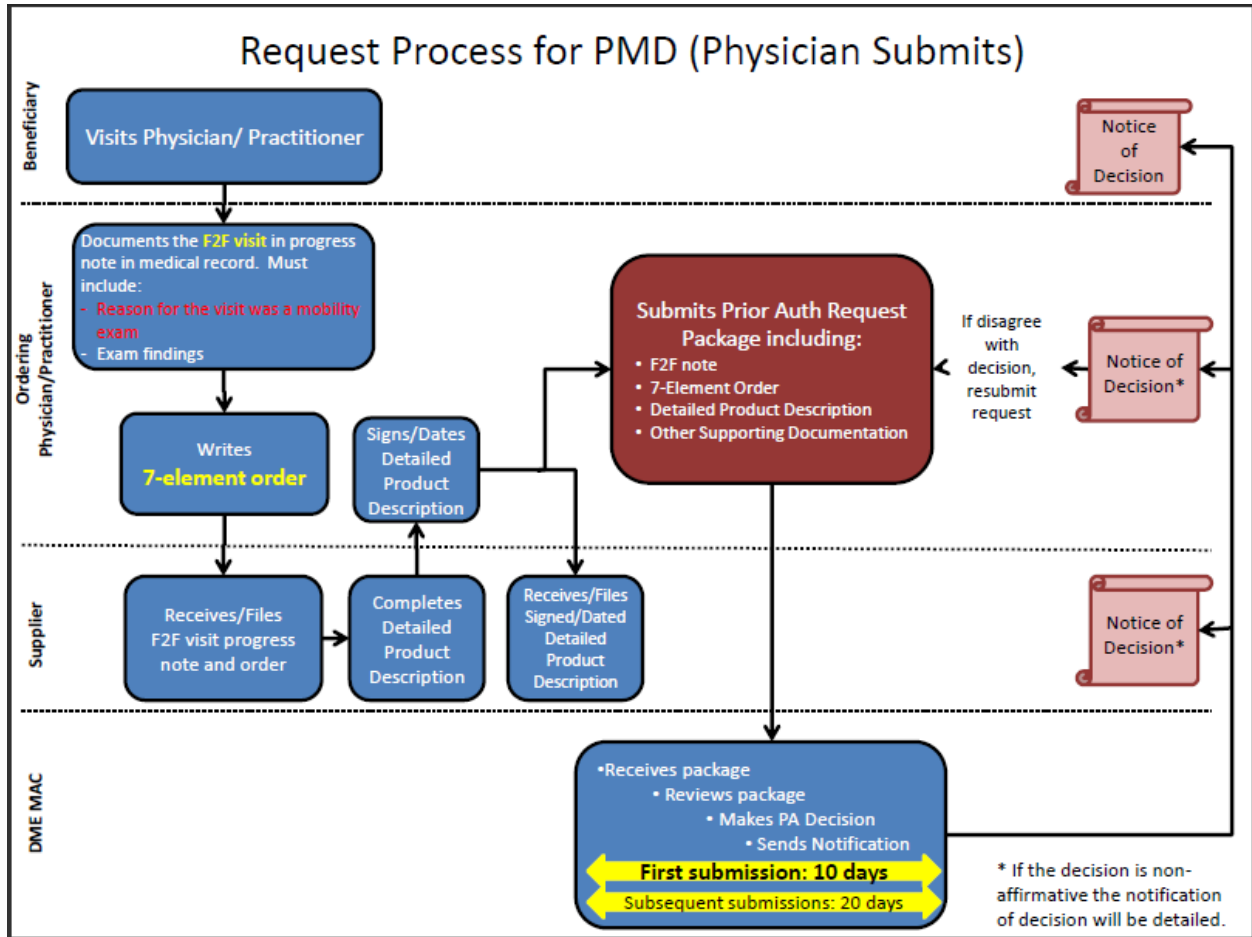 Request Process for PMD (Physician Submits)
Beneficiary
Visits Physician/ Practitioner
Notice
of
Decision
Ordering
Physician/Practitioner
Documents the F2F visit in progress
note in medical record.  Must
include:
- Reason for the visit was a mobility
exam
- Exam findings
Writes
7-element order
Signs/Dates
Detailed
Product
Description
Submits Prior Auth Request
Package including:
• F2F note
• 7-Element Order
• Detailed Product Description
• Other Supporting Documentation
If disagree
with
decision,
resubmit
request
Notice of
Decision*
Supplier
Receives/Files
F2F visit progress
note and order
Completes
Detailed
Product
Description
Receives/Files
Signed/Dated
Detailed
Product
Description
Notice of
Decision*
DME MAC
•Receives package
• Reviews package
• Makes PA Decision
• Sends Notification
First submission: 10 days
Subsequent submissions: 20 days
* If the decision is non-
affirmative the notification
of decision will be detailed.